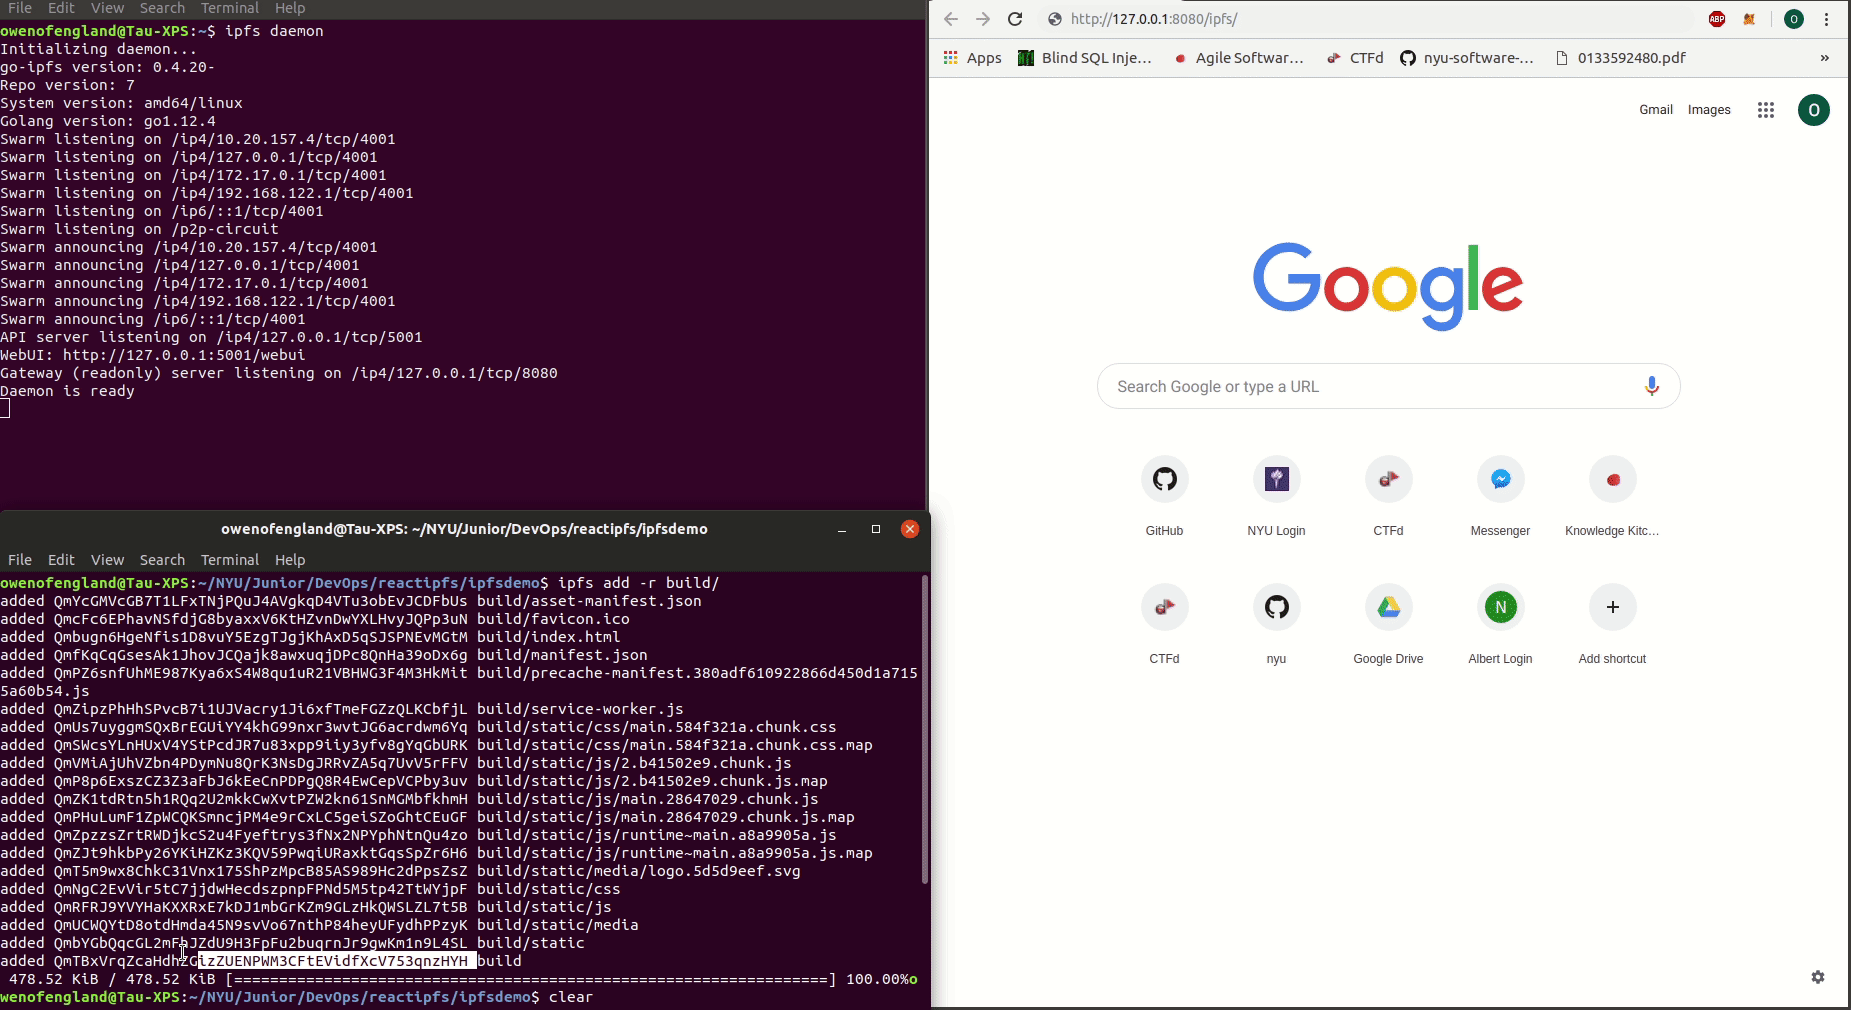 File Edit View Search Terminal Help
owenofengland@Tau-XPS:~$ ipfs daemon
Initializing daemon...
go-ipfs version: 0.4.20-
Repo version: 7
System version: amd64/linux
Golang version: go1.12.4
Swarm listening on /ip4/10.20.157.4/tcp/4001
Swarm listening on /ip4/127.0.0.1/tcp/4001
Swarm listening on /ip4/172.17.0.1/tcp/4001
Swarm listening on /ip4/192.168.122.1/tcp/4001
Swarm listening on /ip6/::1/tcp/4001
Swarm listening on /p2p-circuit
Swarm announcing /ip4/10.20.157.4/tcp/4001
Swarm announcing /ip4/127.0.0.1/tcp/4001
Swarm announcing /ip4/172.17.0.1/tcp/4001
Swarm announcing /ip4/192.168.122.1/tcp/4001
Swarm announcing /ip6/::1/tcp/4001
API server listening on /ip4/127.0.0.1/tcp/5001
WebUI: http://127.0.0.1:5001/webui
Gateway (readonly) server listening on /ip4/127.0.0.1/tcp/8080
Daemon is ready
owenofengland@Tau-XPS: ~/NYU/Junior/DevOps/reactipfs/ipfsdemo
File Edit View Search Terminal Help
owenofengland@Tau-XPS:~/NYU/Junior/DevOps/reactipfs/ipfsdemo$ ipfs add -r build/
added QmYcGMVcGB7T1LFxTNjPQuJ4AVgkqD4VTu3obEvJCDFbUs build/asset-manifest.json
added QmcFc6EPhavNSfdjG8byaxxV6KtHZvnDwYXLHvyJQPp3uN build/favicon.ico
added Qmbugn6HgeNfis1D8vuY5EzgTJgjKhAxD5qSJSPNEvMGtM build/index.html
added QmfKqCqGsesAk1JhovJCQajk8awxuqjDPc8QnHa39oDx6g build/manifest.json
added QmPZ6snfUhME987Kya6xS4W8qu1uR21VBHWG3F4M3HkMit build/precache-manifest.380adf610922866d450d1a715
5a60b54.js
added QmZipzPhHhSPvcB7i1UJVacry1Ji6xfTmeFGZzQLKCbfjL build/service-worker.js
added QmUs7uyggmSQxBrEGUiYY4khG99nxr3wvtJG6acrdwm6Yq build/static/css/main.584f321a.chunk.css
added QmSWcsYLnHUxV4YStPcdJR7u83xpp9iiy3yfv8gYqGbURK build/static/css/main.584f321a.chunk.css.map
added QmVMiAjUhVZbn4PDymNu8QrK3NsDgJRRvZA5q7UvV5rFFV build/static/js/2.b41502e9.chunk.js
added QmP8p6ExszCZ3Z3aFbJ6kEeCnPDPgQ8R4EwCepVCPby3uv build/static/js/2.b41502e9.chunk.js.map
added QmZK1tdRtn5h1RQq2U2mkkCwXvtPZW2kn61SnMGMbfkhmH build/static/js/main.28647029.chunk.js
added QmPHuLumF1ZpWCQKSmncjPM4e9rCxLC5geiSZoGhtCEuGF build/static/js/main.28647029.chunk.js.map
added QmZpzzsZrtRWDjkcS2u4Fyeftrys3fNx2NPYphNtnQu4zo build/static/js/runtime~main.a8a9905a.js
added QmZJt9hkbPy26YKiHZKz3KQV59PwqiURaxktGqsSpZr6H6 build/static/js/runtime~main.a8a9905a.js.map
added QmT5m9wx8ChkC31Vnx175ShPzMpcB85AS989Hc2dPpsZsZ build/static/media/logo.5d5d9eef.svg
added QmNgC2EvVir5tC7jjdwHecdszpnpFPNd5M5tp42TtWYjpF build/static/css
added QmRFRJ9YVYHaKXXRxE7kDJ1mbGrKZm9GLzHkQWSLZL7t5B build/static/js
added QmUCWQYtD8otdHmda45N9svVo67nthP84heyUFydhPPzyK build/static/media
added build/static
added build
478.52 KiB / 478.52 KiB [==================================================================] 100.00%o
wenofengland@Tau-XPS:~/NYU/Junior/DevOps/reactipfs/ipfsdemo$ clear
http://127.0.0.1:8080/ipfs/
ABP
O
Apps Blind SQL Inje... Agile Softwar... CTFd nyu-software-... 0133592480.pdf »
Gmail Images O
Google
Search Google or type a URL
GitHub NYU Login CTFd Messenger Knowledge Kitc...
N
CTFd nyu Google Drive Albert Login Add shortcut